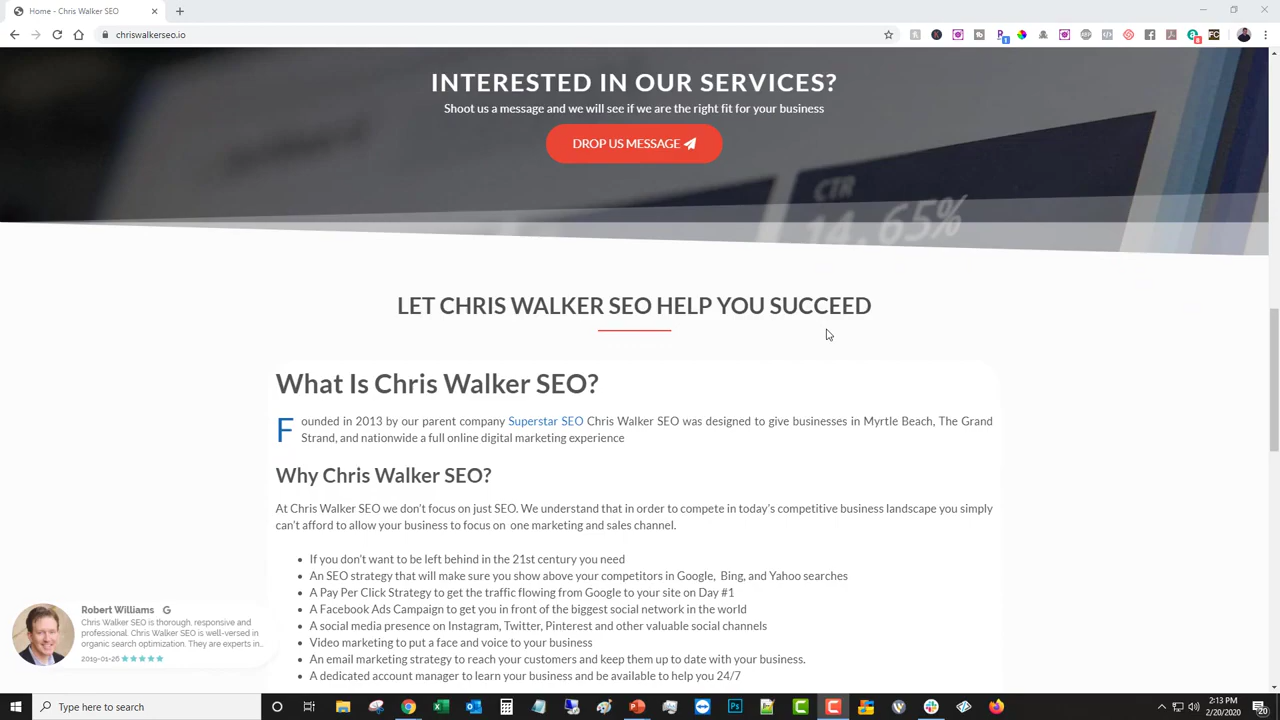 Home - Chris Walker SEO
chriswalkerseo.io
INTERESTED IN OUR SERVICES?
Shoot us a message and we will see if we are the right fit for your business
DROP US MESSAGE
CTR
14.65%
LET CHRIS WALKER SEO HELP YOU SUCCEED
What Is Chris Walker SEO?
Founded in 2013 by our parent company Superstar SEO Chris Walker SEO was designed to give businesses in Myrtle Beach, The Grand
Strand, and nationwide a full online digital marketing experience
Why Chris Walker SEO?
At Chris Walker SEO we don't focus on just SEO. We understand that in order to compete in today's competitive business landscape you simply
can't afford to allow your business to focus on one marketing and sales channel.
If you don't want to be left behind in the 21st century you need
An SEO strategy that will make sure you show above your competitors in Google, Bing, and Yahoo searches
A Pay Per Click Strategy to get the traffic flowing from Google to your site on Day #1
A Facebook Ads Campaign to get you in front of the biggest social network in the world
A social media presence on Instagram, Twitter, Pinterest and other valuable social channels
Video marketing to put a face and voice to your business
An email marketing strategy to reach your customers and keep them up to date with your business.
A dedicated account manager to learn your business and be available to help you 24/7
Robert Williams G
Chris Walker SEO is thorough, responsive and
professional. Chris Walker SEO is well-versed in
organic search optimization. They are experts in...
2019-01-26
Type here to search
2:13 PM
2/20/2020